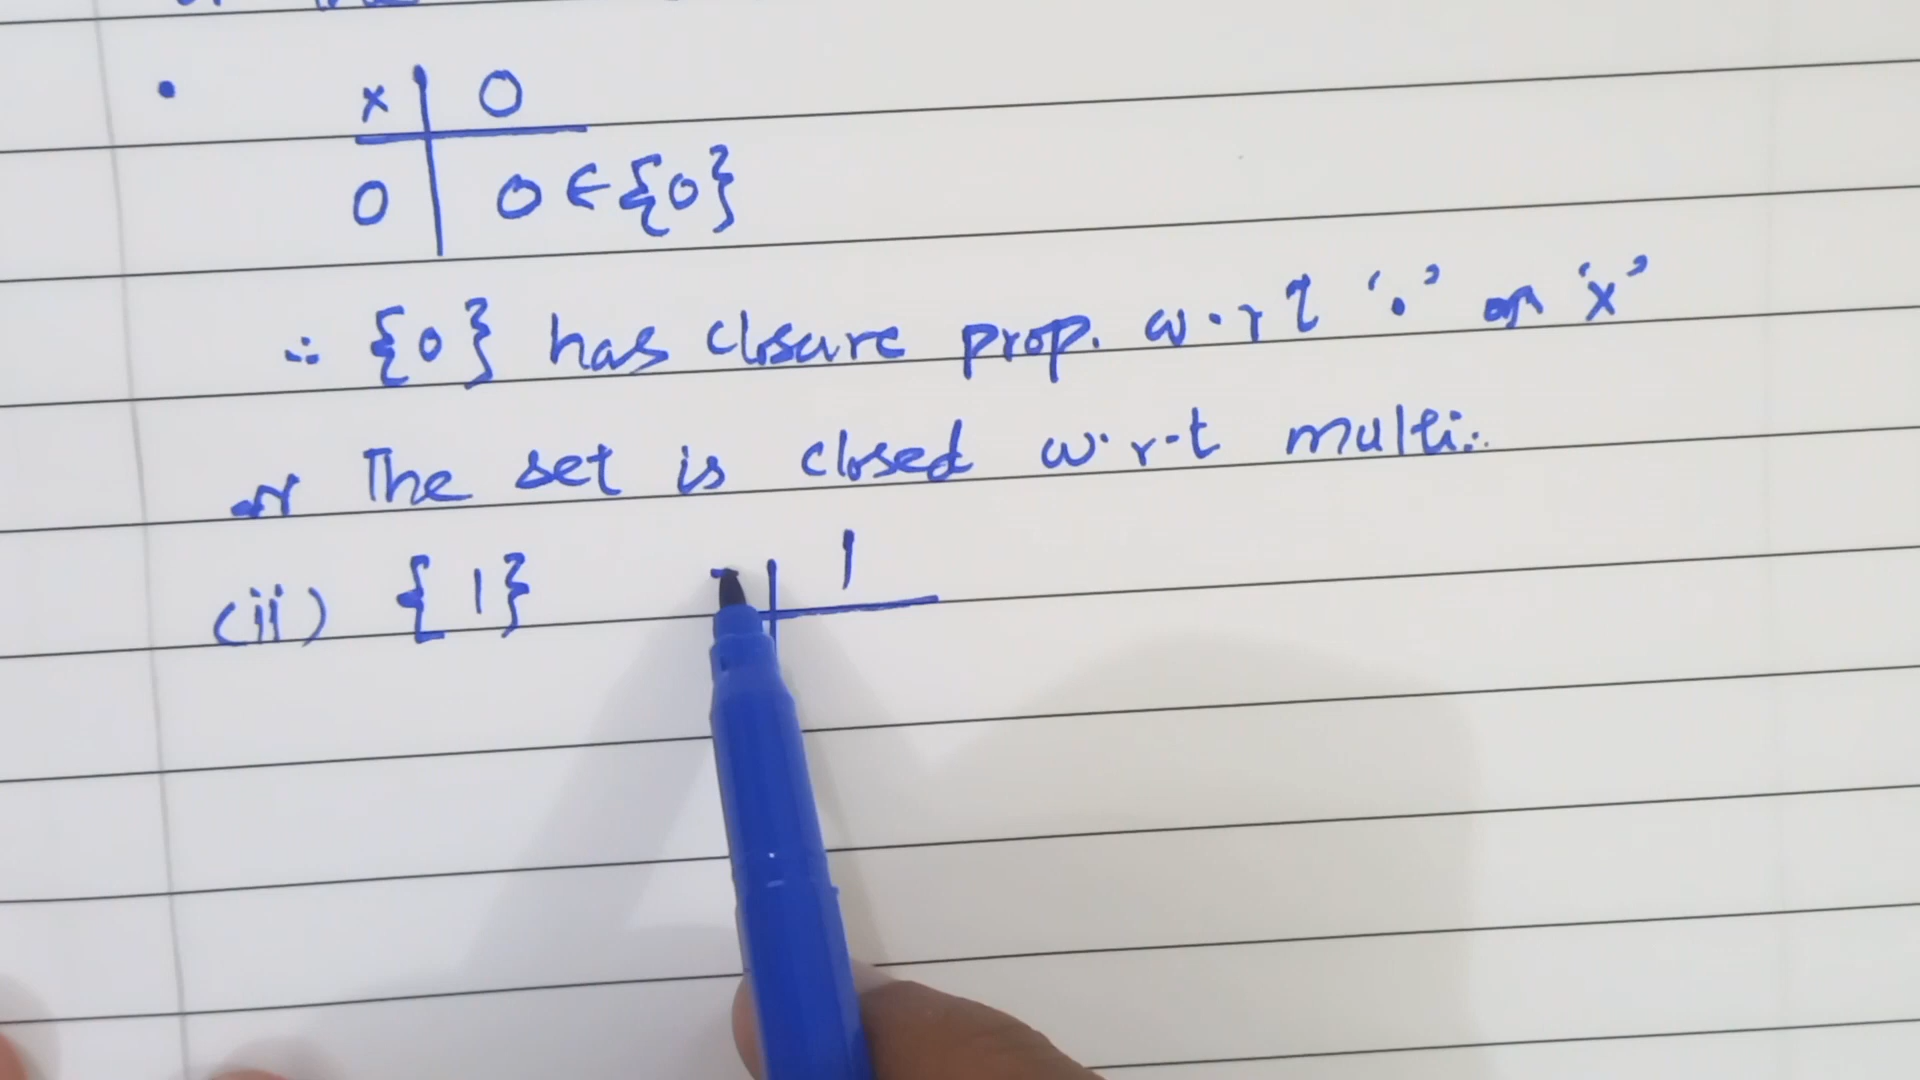 • × | 0
0 | 0 ∈ {0}
∴ {0} has closure prop. w.r.t '.' or 'x'
or The set is closed w.r.t multi:.
(ii) {1} | 1